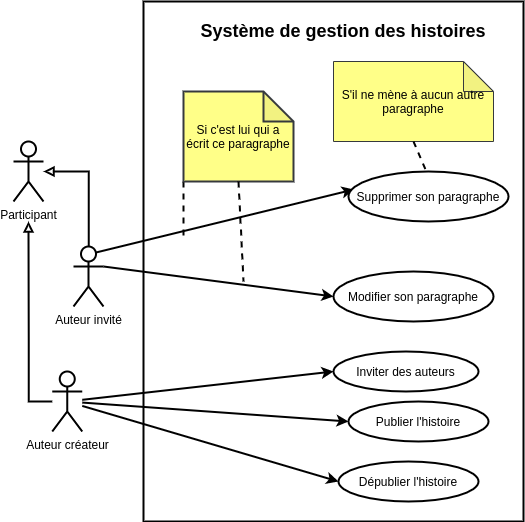 Système de gestion des histoires
S'il ne mène à aucun autre
paragraphe
Si c'est lui qui a
écrit ce paragraphe
Participant
Supprimer son paragraphe
Auteur invité
Modifier son paragraphe
Inviter des auteurs
Auteur créateur
Publier l'histoire
Dépublier l'histoire